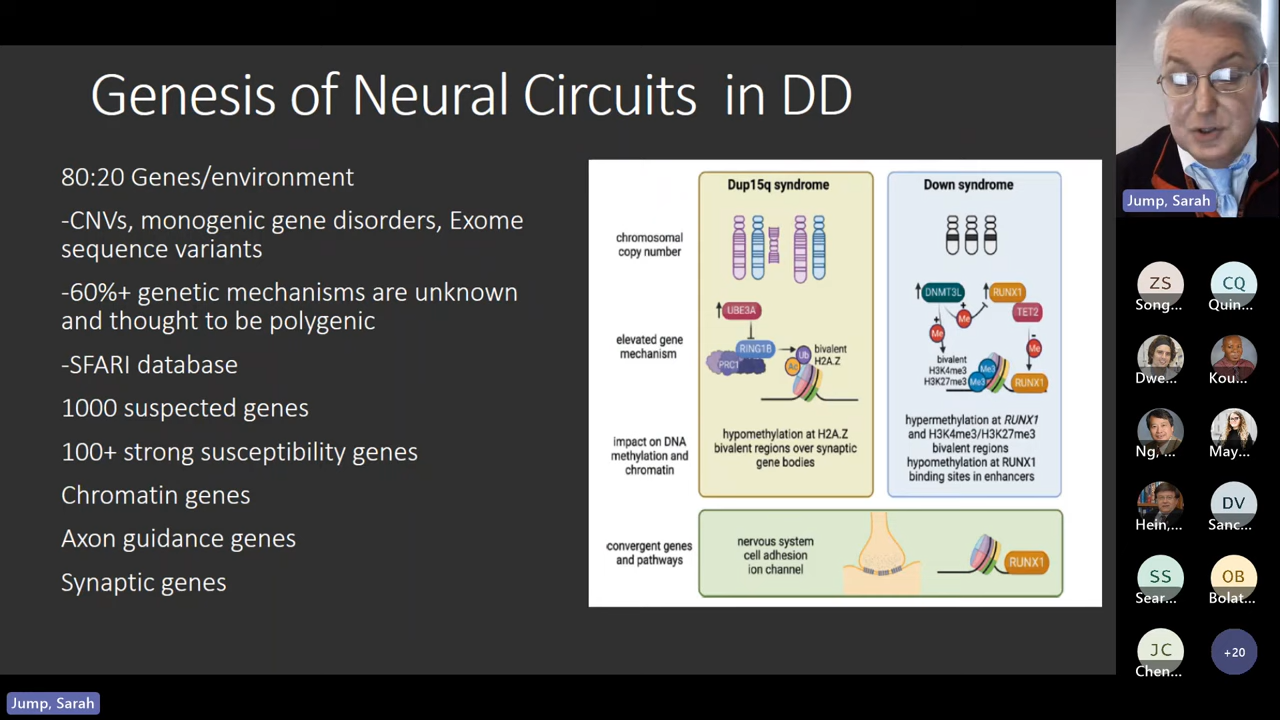 Genesis of Neural Circuits in DD
80:20 Genes/environment
-CNVs, monogenic gene disorders, Exome
sequence variants
-60%+ genetic mechanisms are unknown
and thought to be polygenic
-SFARI database
1000 suspected genes
100+ strong susceptibility genes
Chromatin genes
Axon guidance genes
Synaptic genes
Dup15q syndrome
Down syndrome
chromosomal
copy number
elevated gene
mechanism
UBE3A
RING1B
PRC1
Ub
Ac
bivalent
H2A.Z
DNMT3L
RUNX1
Me
TET2
Me
Me
bivalent
H3K4me3
H3K27me3
Me3
Me3
RUNX1
impact on DNA
methylation and
chromatin
hypomethylation at H2A.Z
bivalent regions over synaptic
gene bodies
hypermethylation at RUNX1
and H3K4me3/H3K27me3
bivalent regions
hypomethylation at RUNX1
binding sites in enhancers
convergent genes
and pathways
nervous system
cell adhesion
ion channel
RUNX1
Jump, Sarah
ZS
Song...
CQ
Quin...
Dwe...
Kou...
Ng, ...
May...
Hein,...
DV
Sanc...
SS
Sear...
OB
Bolat...
JC
Chen...
+20
Jump, Sarah